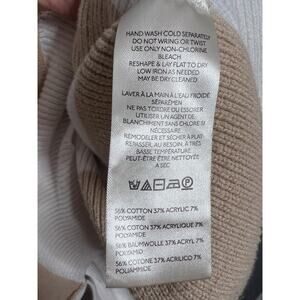 HAND WASH COLD SEPARATELY
DO NOT WRING OR TWIST
USE ONLY NON-CHLORINE
BLEACH
RESHAPE & LAY FLAT TO DRY
LOW IRON AS NEEDED
MAY BE DRY CLEANED
LAVER À LA MAIN À L'EAU FROIDE
SÉPARÉMEN
NE PAS TORDRE OU ESSORER
UTILISER UN AGENT DE
BLANCHIMENT SANS CHLORE SI
NÉCESSAIRE
REMODELER ET SÉCHER À PLAT
REPASSER, AU BESOIN, À TRÈS
BASSE TEMPÉRATURE
PEUT-ÊTRE ÊTRE NETTOYÉE
A SEC
56% COTTON 37% ACRYLIC 7%
POLYAMIDE
56% COTON 37% ACRYLIQUE 7%
POLYAMIDE
56% BAUMWOLLE 37% ACRYL 7%
POLYAMID
56% COTONE 37% ACRILICO 7%
POLIAMMIDE